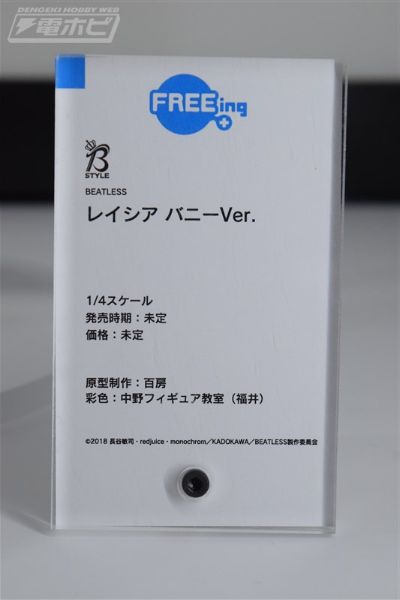 DENGEKI HOBBY WEB
電ホビ
FREEing
B
STYLE
BEATLESS
レイシア バニーVer.
1/4スケール
発売時期：未定
価格：未定
原型制作：百房
彩色：中野フィギュア教室（福井）
©2018 長谷敏司・redjuice・monochrom／KADOKAWA／BEATLESS製作委員会